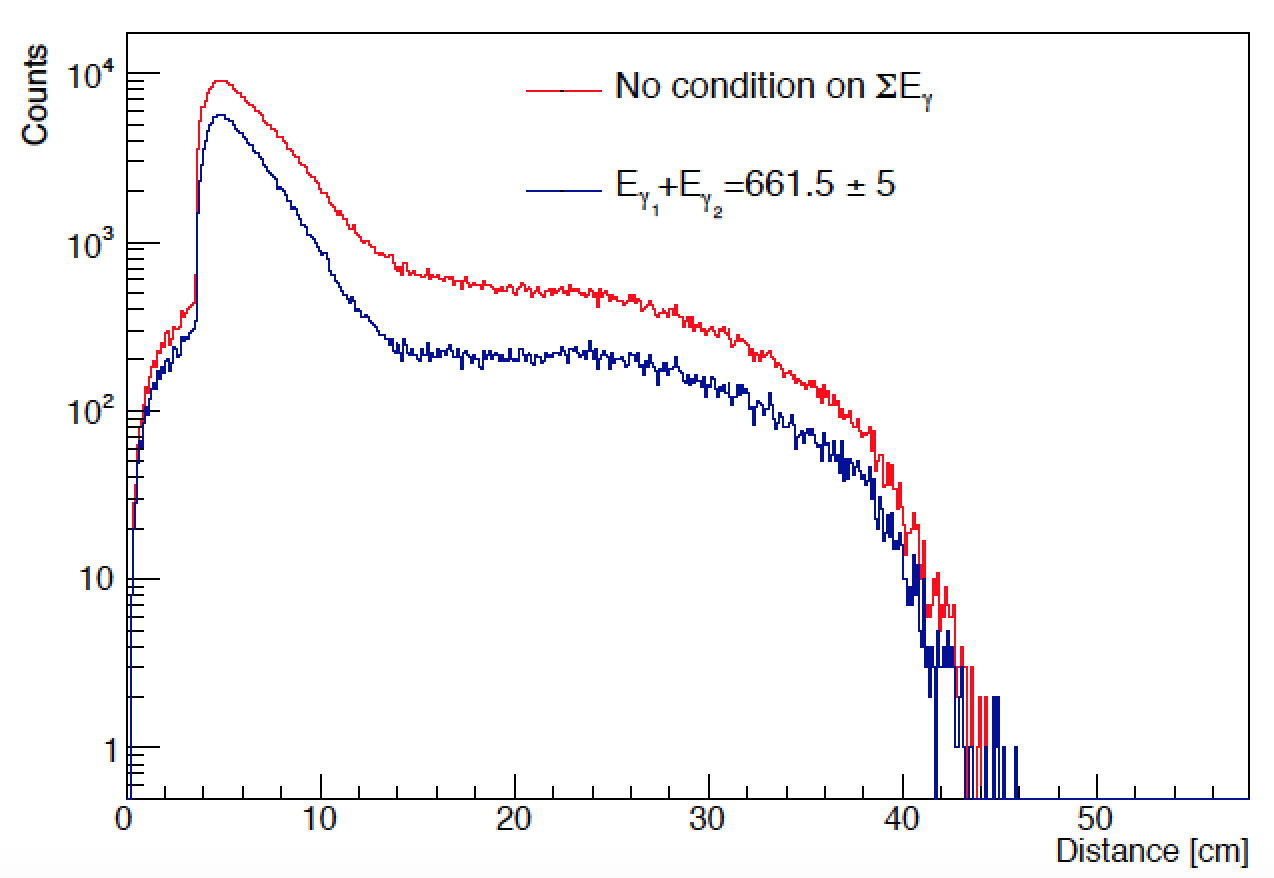 Counts
10⁴
10³
10²
10
1
No condition on ΣEᵧ
Eᵧ₁+Eᵧ₂=661.5 ± 5
0 10 20 30 40 50
Distance [cm]